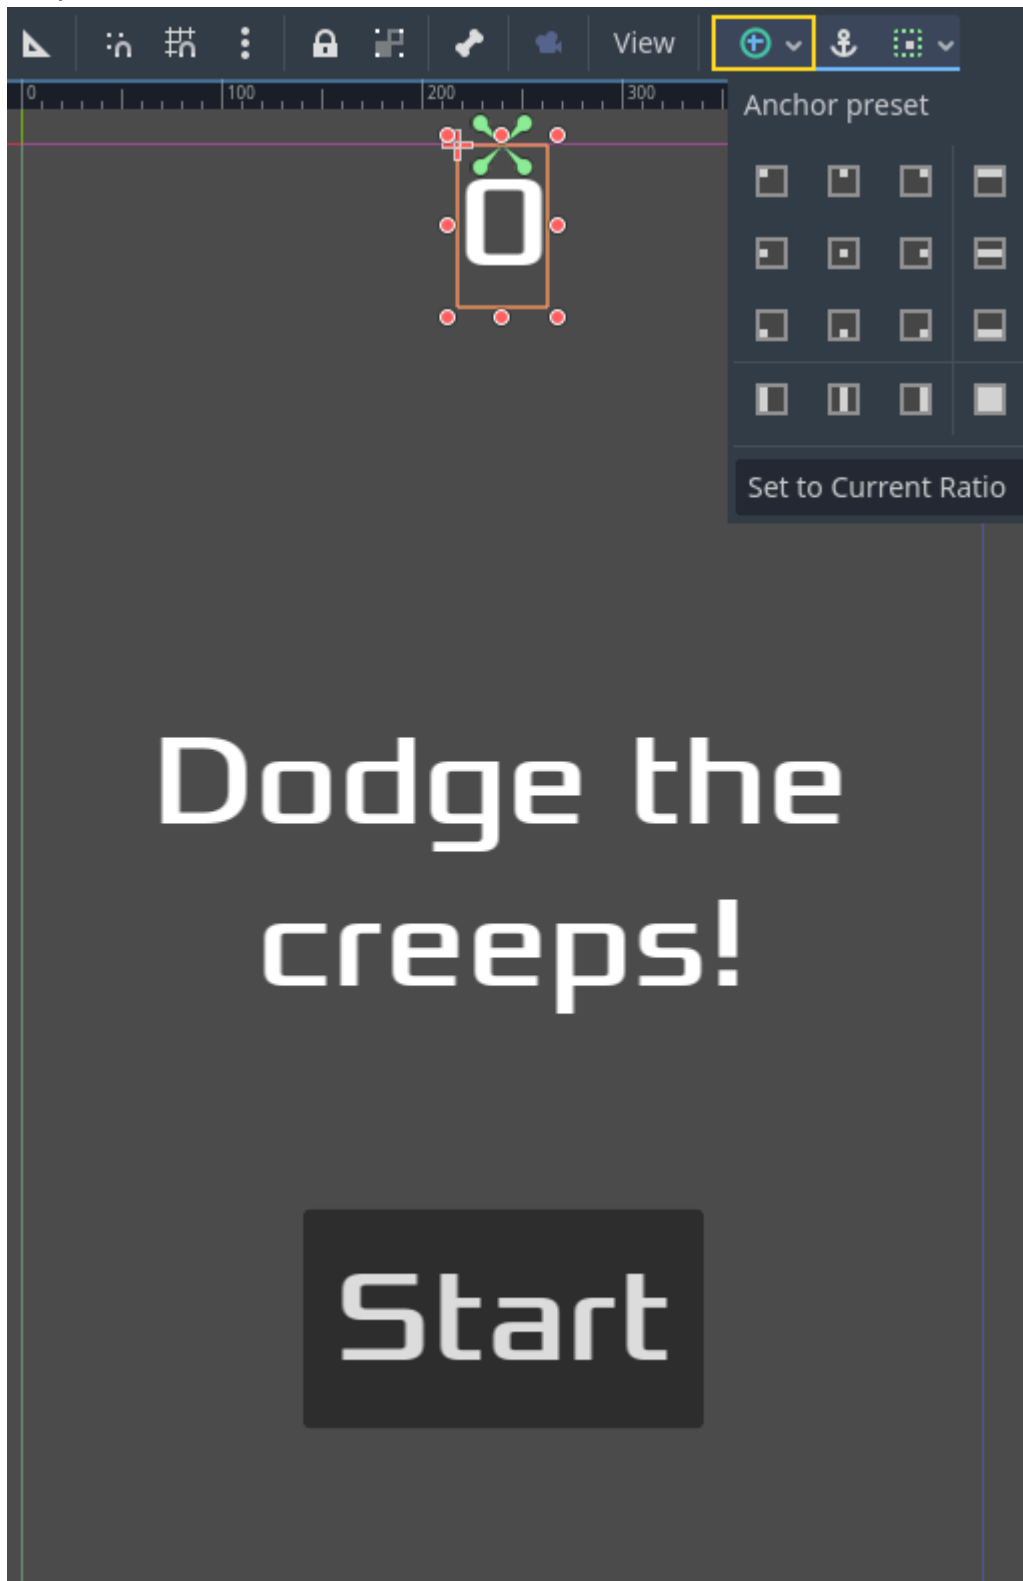 View
0
100
200
300
Anchor preset
0
Set to Current Ratio
Dodge the
creeps!
Start